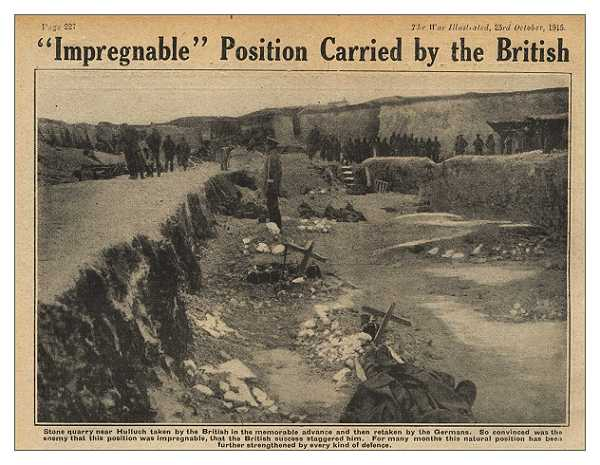 Page 227
The War Illustrated, 23rd October, 1915.
“Impregnable” Position Carried by the British
Stone quarry near Hulluch taken by the British in the memorable advance and then retaken by the Germans. So convinced was the
enemy that this position was impregnable, that the British success staggered him. For many months this natural position has been
further strengthened by every kind of defence.